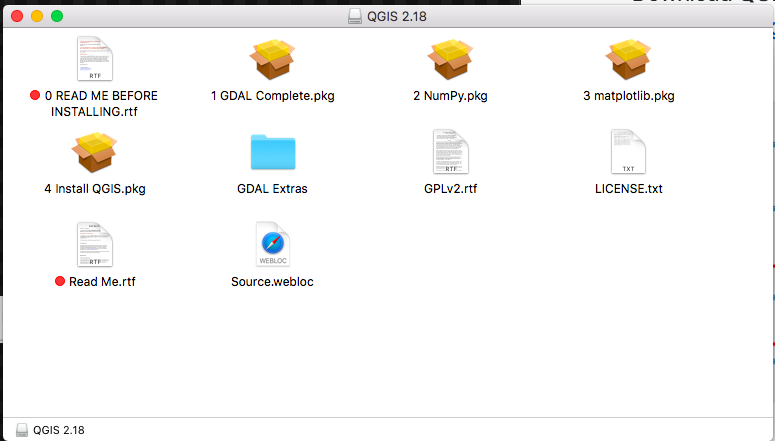 Download QG
QGIS 2.18
RTF
0 READ ME BEFORE
INSTALLING.rtf
1 GDAL Complete.pkg
2 NumPy.pkg
3 matplotlib.pkg
4 Install QGIS.pkg
GDAL Extras
RTF
GPLv2.rtf
TXT
LICENSE.txt
RTF
Read Me.rtf
WEBLOC
Source.webloc
QGIS 2.18